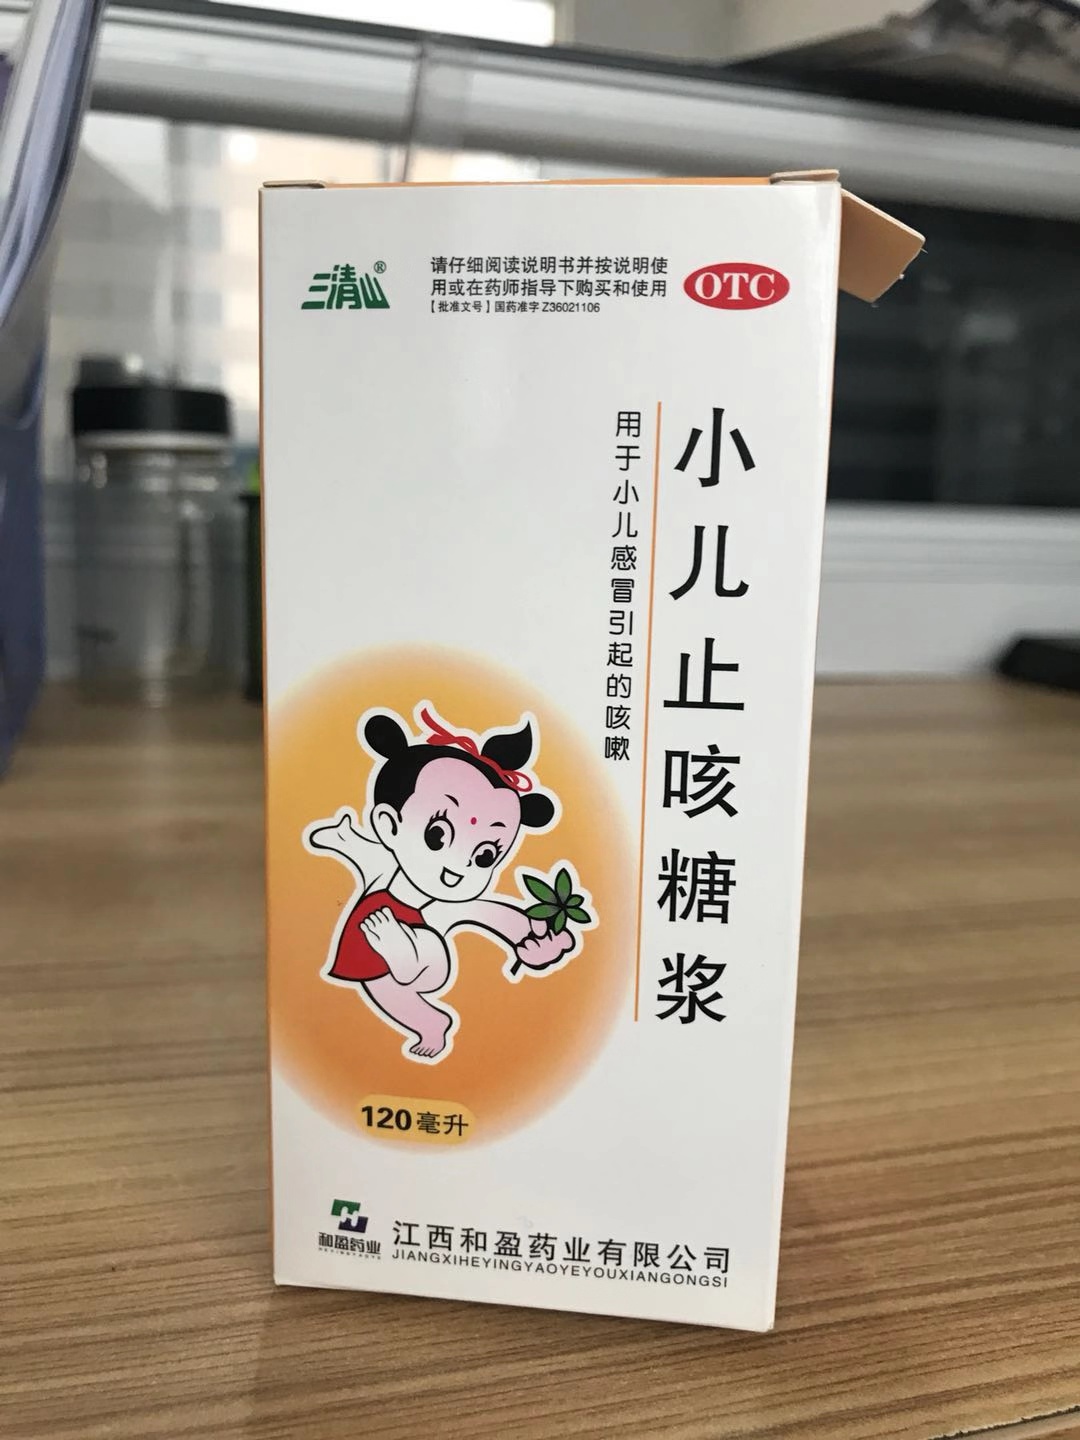 三清山®
请仔细阅读说明书并按说明使
用或在药师指导下购买和使用
【批准文号】国药准字Z36021106
OTC
小儿止咳糖浆
用于小儿感冒引起的咳嗽
120毫升
和盈药业
HEYINGYAOYE
江西和盈药业有限公司
JIANGXIHEYINGYAOYEYOUXIANGONGSI